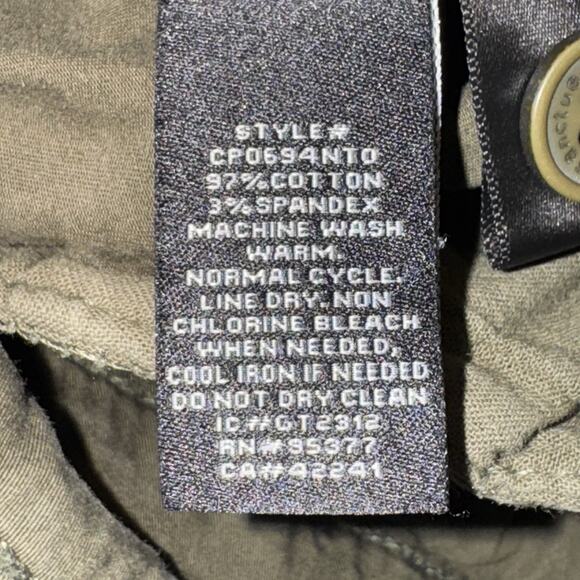 STYLE#
CP0694NTO
97%COTTON
3%SPANDEX
MACHINE WASH
WARM.
NORMAL CYCLE.
LINE DRY. NON
CHLORINE BLEACH
WHEN NEEDED,
COOL IRON IF NEEDED
DO NOT DRY CLEAN
IC#GT2312
RN#95377
CA#42241